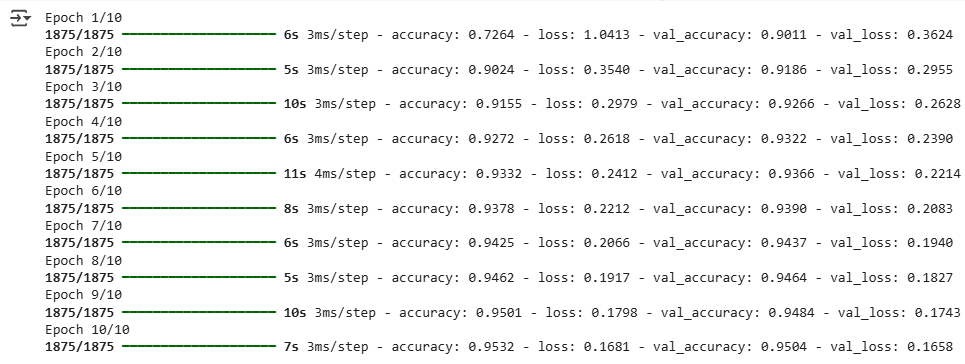 Epoch 1/10
1875/1875 ━━━━━━━━━━━━━━━━━━━━ 6s 3ms/step - accuracy: 0.7264 - loss: 1.0413 - val_accuracy: 0.9011 - val_loss: 0.3624
Epoch 2/10
1875/1875 ━━━━━━━━━━━━━━━━━━━━ 5s 3ms/step - accuracy: 0.9024 - loss: 0.3540 - val_accuracy: 0.9186 - val_loss: 0.2955
Epoch 3/10
1875/1875 ━━━━━━━━━━━━━━━━━━━━ 10s 3ms/step - accuracy: 0.9155 - loss: 0.2979 - val_accuracy: 0.9266 - val_loss: 0.2628
Epoch 4/10
1875/1875 ━━━━━━━━━━━━━━━━━━━━ 6s 3ms/step - accuracy: 0.9272 - loss: 0.2618 - val_accuracy: 0.9322 - val_loss: 0.2390
Epoch 5/10
1875/1875 ━━━━━━━━━━━━━━━━━━━━ 11s 4ms/step - accuracy: 0.9332 - loss: 0.2412 - val_accuracy: 0.9366 - val_loss: 0.2214
Epoch 6/10
1875/1875 ━━━━━━━━━━━━━━━━━━━━ 8s 3ms/step - accuracy: 0.9378 - loss: 0.2212 - val_accuracy: 0.9390 - val_loss: 0.2083
Epoch 7/10
1875/1875 ━━━━━━━━━━━━━━━━━━━━ 6s 3ms/step - accuracy: 0.9425 - loss: 0.2066 - val_accuracy: 0.9437 - val_loss: 0.1940
Epoch 8/10
1875/1875 ━━━━━━━━━━━━━━━━━━━━ 5s 3ms/step - accuracy: 0.9462 - loss: 0.1917 - val_accuracy: 0.9464 - val_loss: 0.1827
Epoch 9/10
1875/1875 ━━━━━━━━━━━━━━━━━━━━ 10s 3ms/step - accuracy: 0.9501 - loss: 0.1798 - val_accuracy: 0.9484 - val_loss: 0.1743
Epoch 10/10
1875/1875 ━━━━━━━━━━━━━━━━━━━━ 7s 3ms/step - accuracy: 0.9532 - loss: 0.1681 - val_accuracy: 0.9504 - val_loss: 0.1658